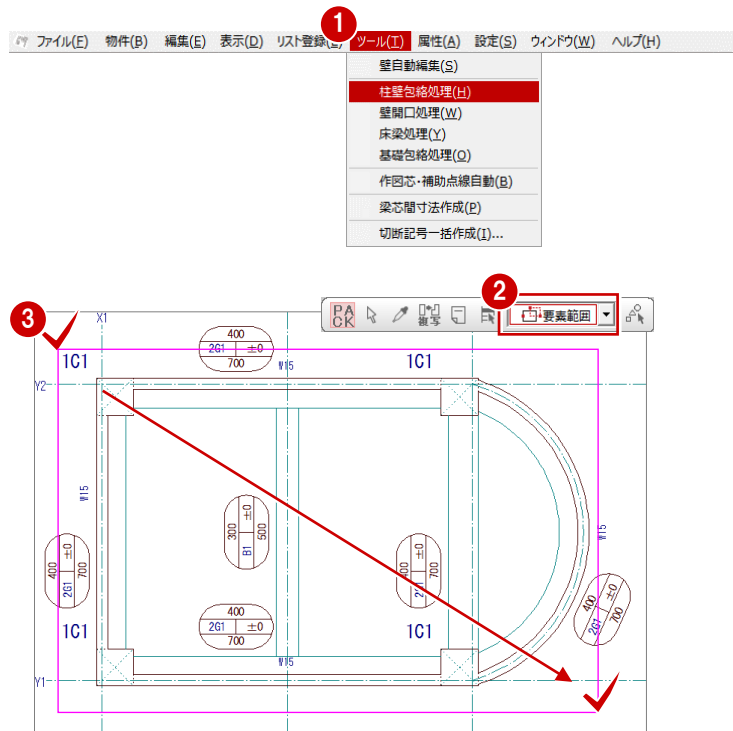 1
ファイル(F) 物件(B) 編集(E) 表示(D) リスト登録(L) ツール(T) 属性(A) 設定(S) ウィンドウ(W) ヘルプ(H)
壁自動編集(S)
柱壁包絡処理(H)
壁開口処理(W)
床梁処理(Y)
基礎包絡処理(O)
作図芯・補助点線自動(B)
梁芯間寸法作成(P)
切断記号一括作成(I)...
2
PACK
複写
要素範囲
3
X1
400
2G1 ±0
700
1C1
W15
1C1
Y2
W15
300
B1 ±0
500
W15
400
2G1 ±0
700
400
2G1 ±0
700
400
2G1 ±0
700
1C1
400
2G1 ±0
700
1C1
W15
Y1